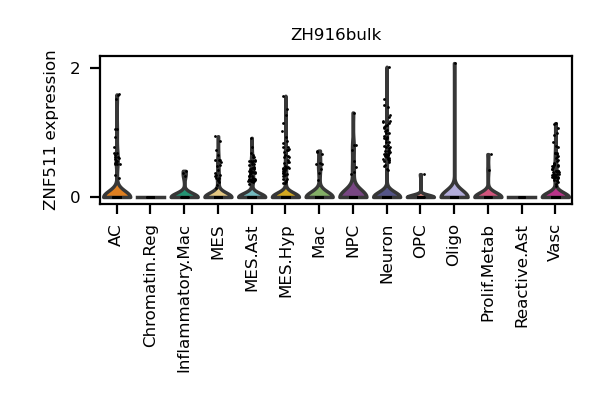 ZH916bulk
ZNF511 expression
2
0
AC
Chromatin.Reg
Inflammatory.Mac
MES
MES.Ast
MES.Hyp
Mac
NPC
Neuron
OPC
Oligo
Prolif.Metab
Reactive.Ast
Vasc